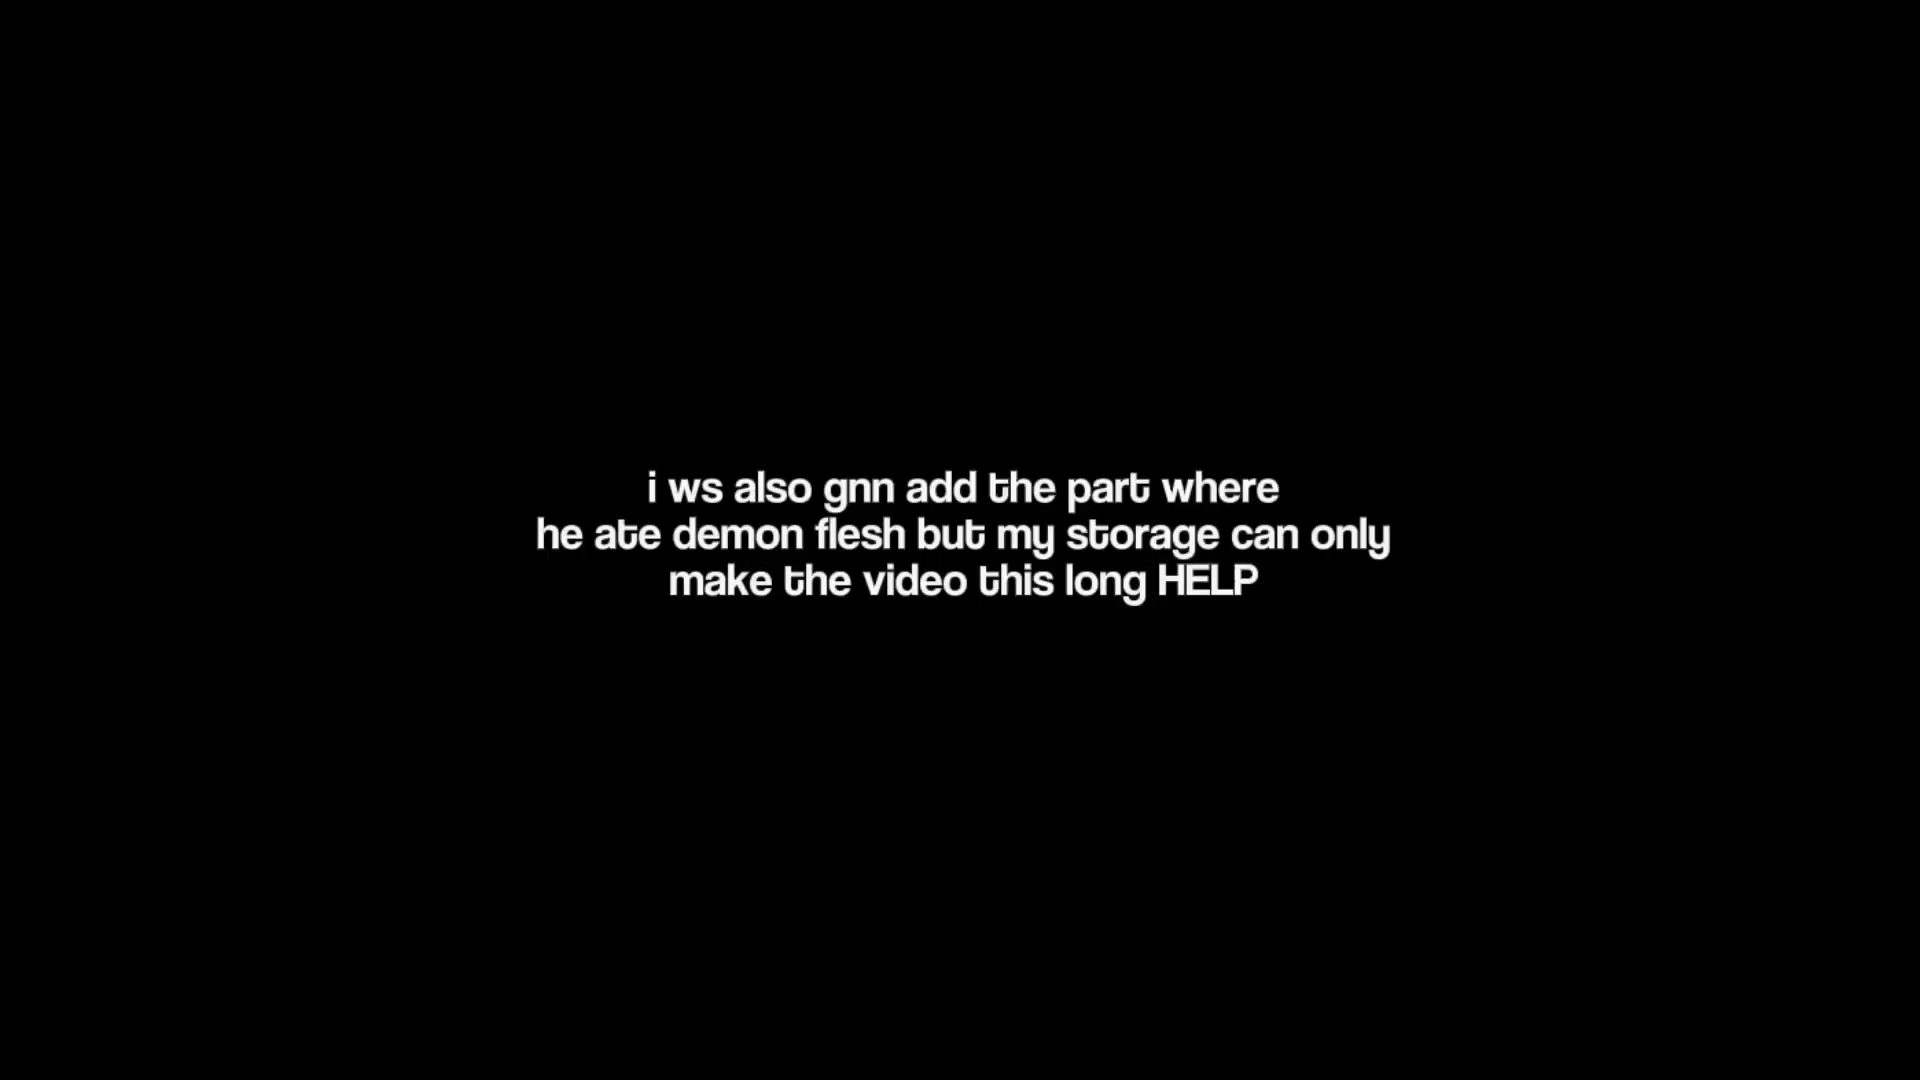 i ws also gnn add the part where
he ate demon flesh but my storage can only
make the video this long HELP